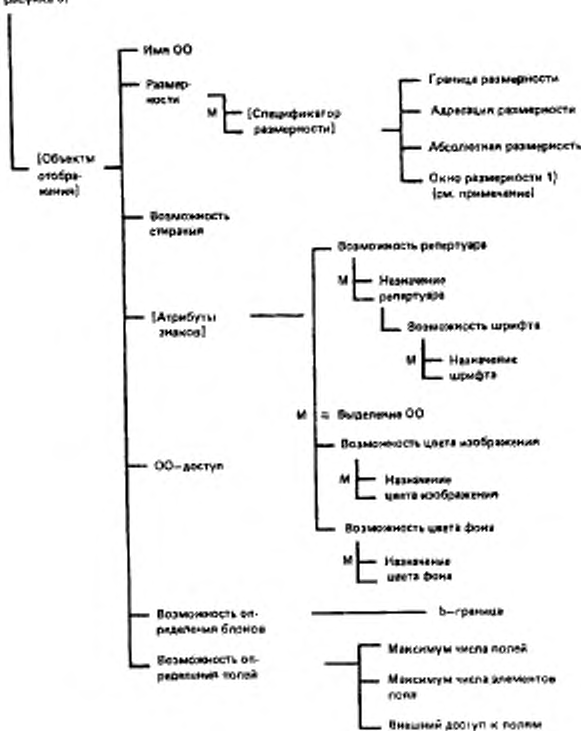 рисунка 6)
Имя ОО
Размер-
ности
М
[Спецификатор
размерности]
Граница размерности
Адресация размерности
Абсолютная размерность
Окно размерности 1)
(см. примечание)
[Объекты
отобра-
жения]
Возможность
стирания
[Атрибуты
знаков]
Возможность репертуара
М
Назначение
репертуара
Возможность шрифта
М
Назначение
шрифта
М
Выделение ОО
Возможность цвета изображения
М
Назначение
цвета изображения
Возможность цвета фона
М
Назначение
цвета фона
ОО-доступ
Возможность оп-
ределения блоков
b-граница
Возможность оп-
ределения полей
Максимум числа полей
Максимум числа элементов
поля
Внешний доступ к полям